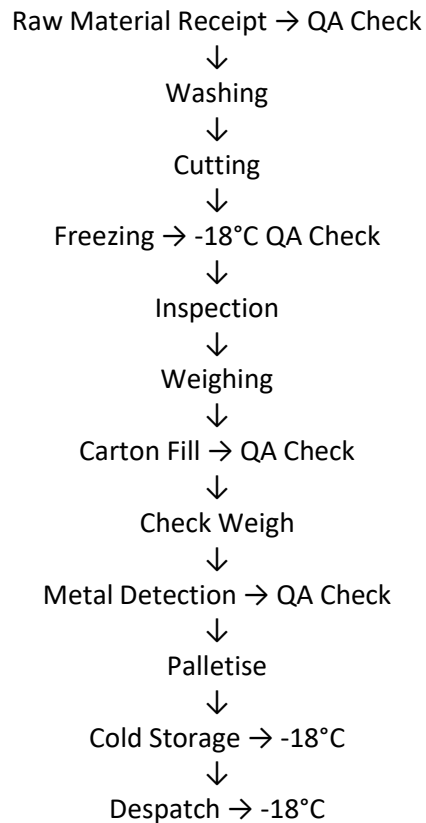 Raw Material Receipt → QA Check
↓
Washing
↓
Cutting
↓
Freezing → -18°C QA Check
↓
Inspection
↓
Weighing
↓
Carton Fill → QA Check
↓
Check Weigh
↓
Metal Detection → QA Check
↓
Palletise
↓
Cold Storage → -18°C
↓
Despatch → -18°C